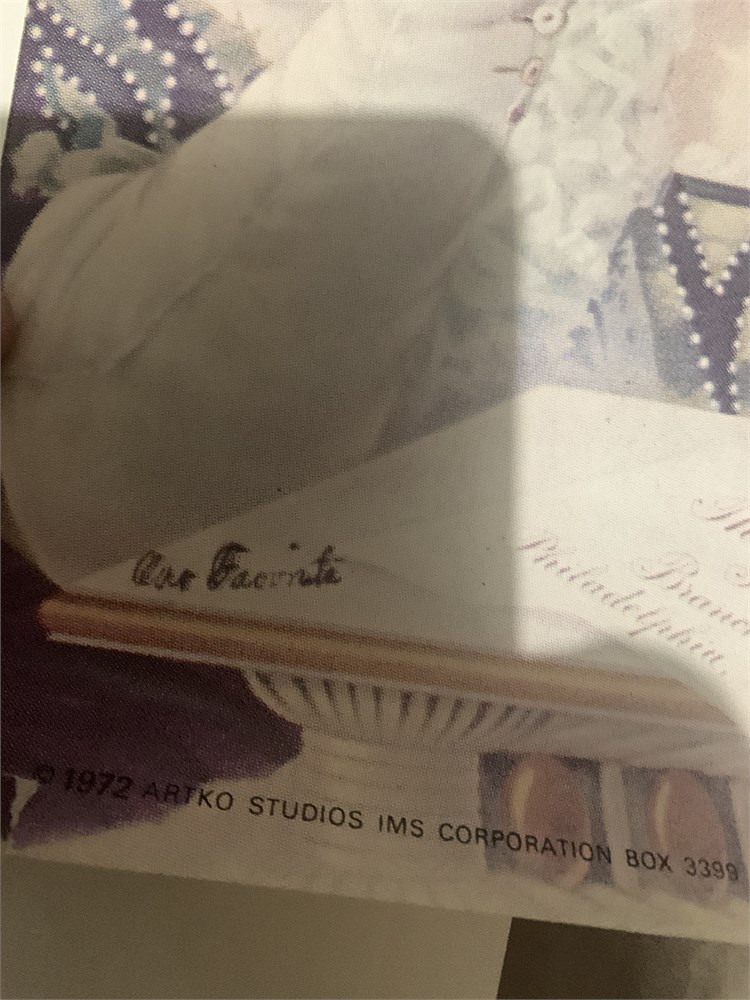 Our Favorite
Philadelphia,
© 1972 ARTKO STUDIOS IMS CORPORATION BOX 3399